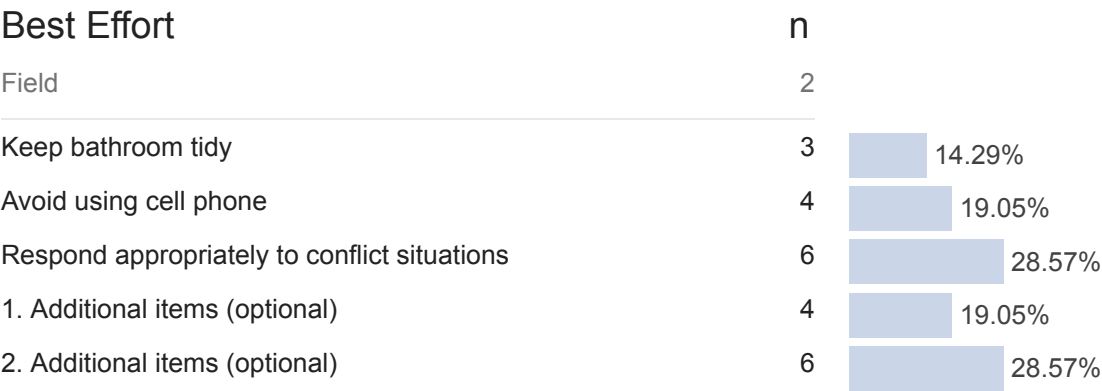 Best Effort n
Field 2
Keep bathroom tidy 3 14.29%
Avoid using cell phone 4 19.05%
Respond appropriately to conflict situations 6 28.57%
1. Additional items (optional) 4 19.05%
2. Additional items (optional) 6 28.57%